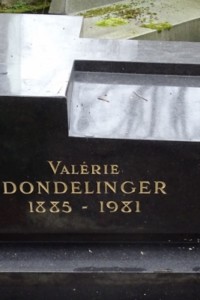 VALÉRIE
DONDELINGER
1885 - 1981